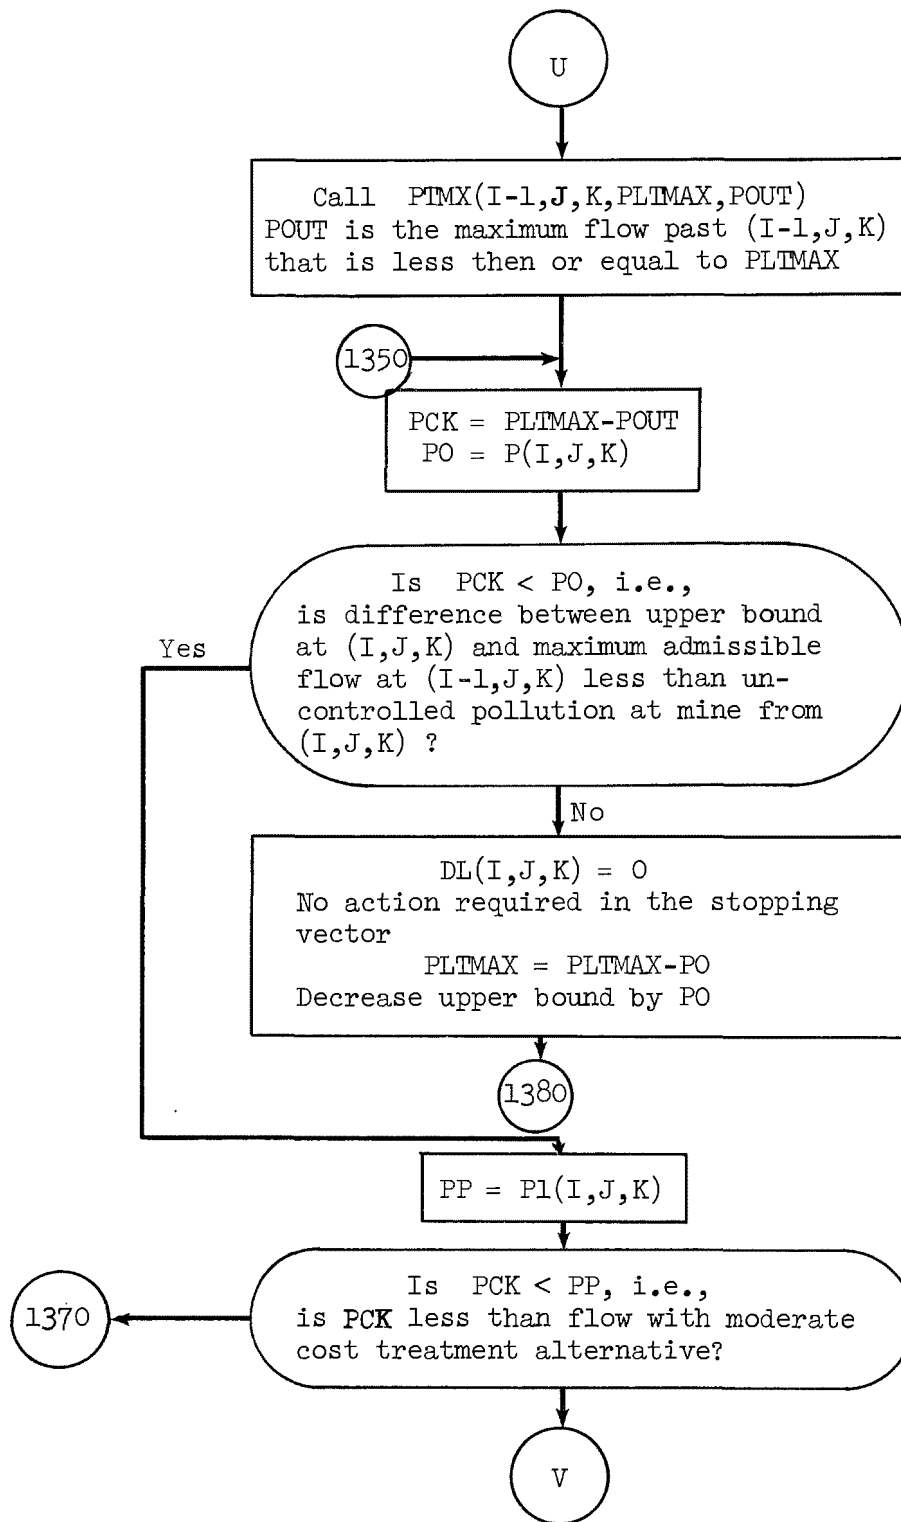 U
Call PTMX(I-1,J,K,PLTMAX,POUT)
POUT is the maximum flow past (I-1,J,K)
that is less then or equal to PLTMAX
1350
PCK = PLTMAX-POUT
PO = P(I,J,K)
Is PCK < PO, i.e.,
is difference between upper bound
at (I,J,K) and maximum admissible
Yes
flow at (I-1,J,K) less than un-
controlled pollution at mine from
(I,J,K) ?
No
DL(I,J,K) = 0
No action required in the stopping
vector
PLTMAX = PLTMAX-PO
Decrease upper bound by PO
1380
PP = P1(I,J,K)
Is PCK < PP, i.e.,
1370
is PCK less than flow with moderate
cost treatment alternative?
V